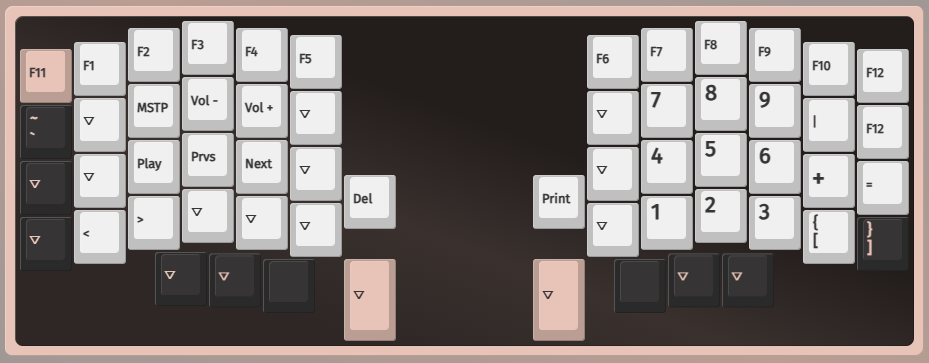 F11 F1 F2 F3 F4 F5 F6 F7 F8 F9 F10 F12
~
` ▽ MSTP Vol - Vol + ▽ ▽ 7 8 9 | F12
▽ ▽ Play Prvs Next ▽ ▽ 4 5 6 + =
Del Print
▽ < > ▽ ▽ ▽ ▽ 1 2 3 { }
[ ]
▽ ▽ ▽ ▽ ▽ ▽